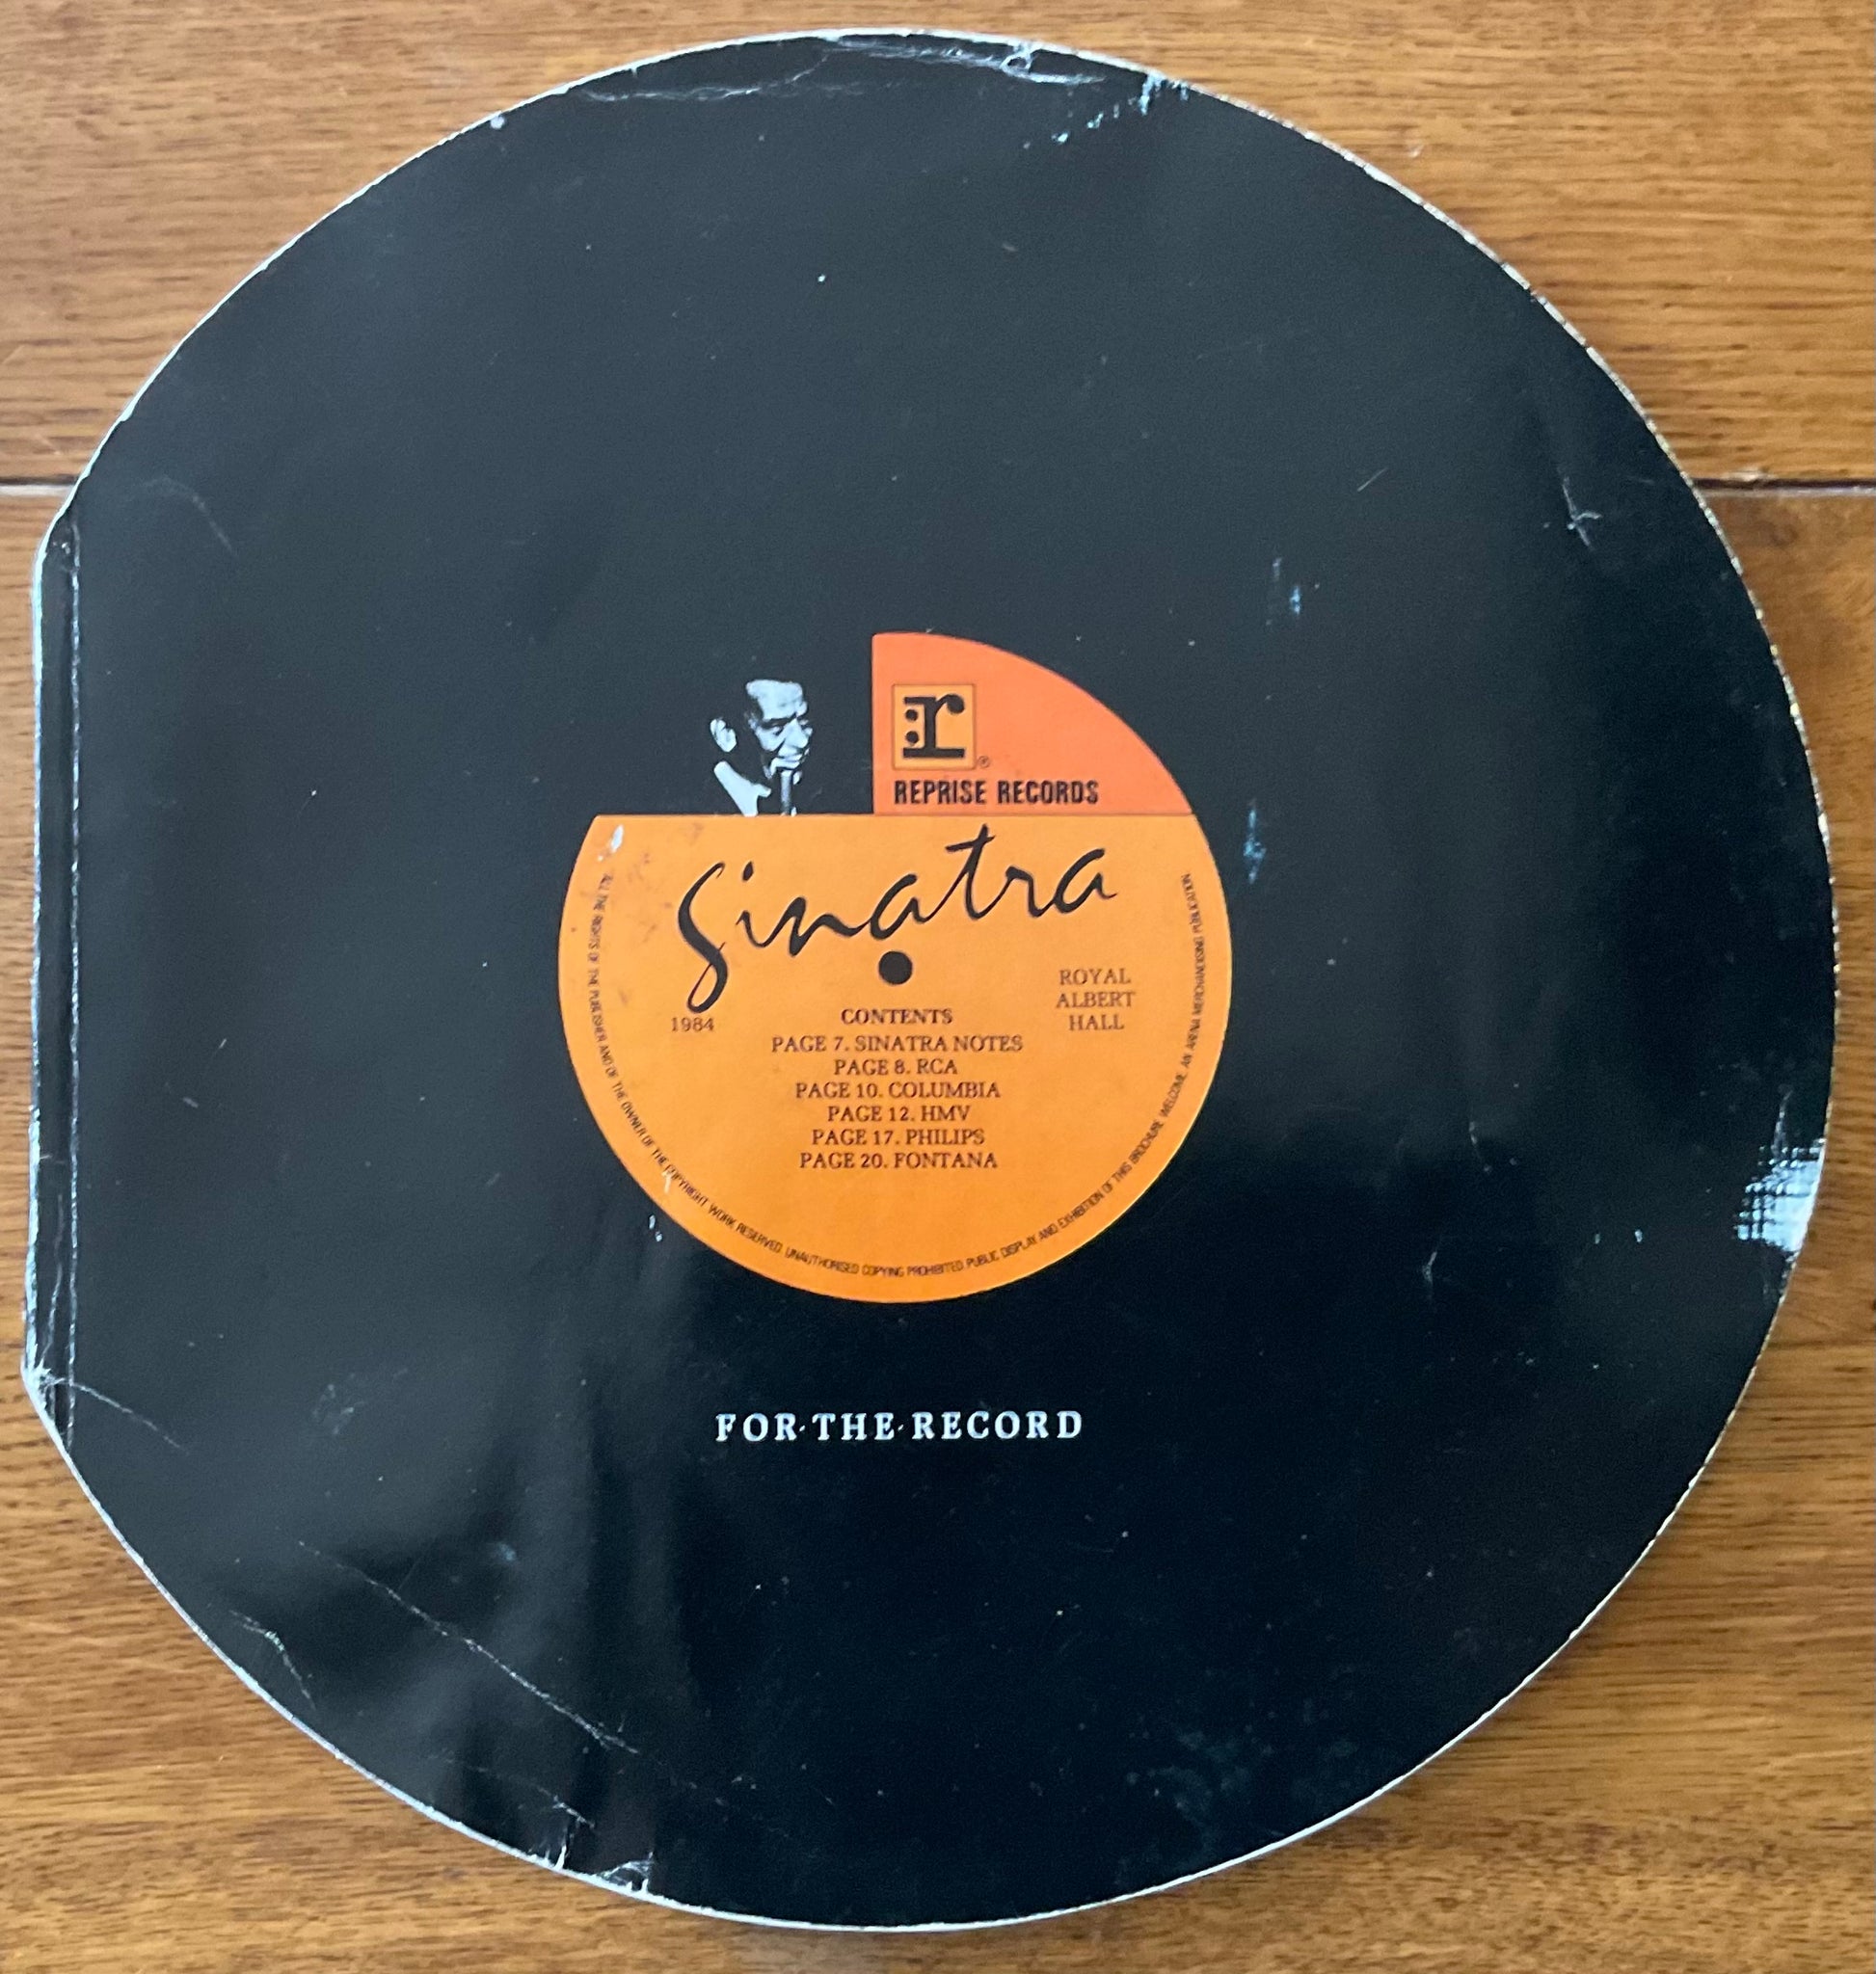 r
®
REPRISE RECORDS
sinatra
1984
ROYAL
ALBERT
HALL
CONTENTS
PAGE 7. SINATRA NOTES
PAGE 8. RCA
PAGE 10. COLUMBIA
PAGE 12. HMV
PAGE 17. PHILIPS
PAGE 20. FONTANA
ALL THE RIGHTS OF THE PUBLISHER AND OF THE OWNER OF THE COPYRIGHT WORK RESERVED. UNAUTHORISED COPYING PROHIBITED. PUBLIC DISPLAY AND EXHIBITION OF THIS BROCHURE WELCOME. AN ARENA MERCHANDISING PUBLICATION
FOR·THE·RECORD